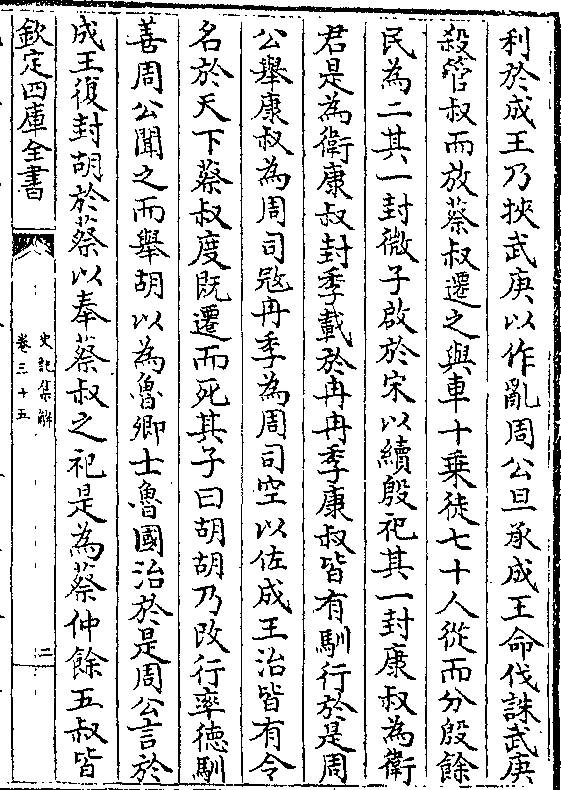 利於成王乃挾武庚以作亂周公旦承成王命伐誅武庚
殺管叔而放蔡叔遷之與車十乗徒七十人從而分殷餘
民為二其一封微子啟於宋以續殷祀其一封康叔為衛
君是為衛康叔封季載於冉冉季康叔皆有馴行於是周
公舉康叔為周司寇冉季為周司空以佐成王治皆有令
名於天下蔡叔度既遷而死其子曰胡胡乃改行率徳馴
善周公聞之而舉胡以為魯卿士魯國治於是周公言於
成王復封胡於蔡以奉蔡叔之祀是為蔡仲餘五叔皆
欽定四庫全書
史記集解
卷三十五
二